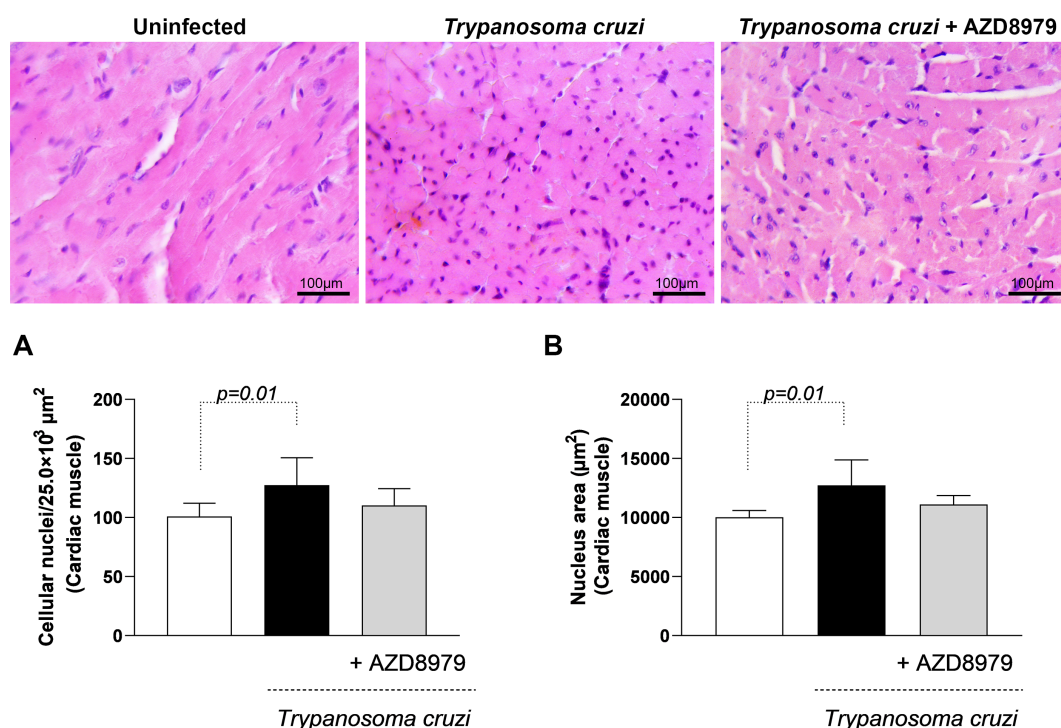 Uninfected
Trypanosoma cruzi
Trypanosoma cruzi + AZD8979
100µm
100µm
100µm
A
Cellular nuclei/25.0×10³ µm²
(Cardiac muscle)
200
150
100
50
0
p=0.01
+ AZD8979
Trypanosoma cruzi
B
Nucleus area (µm²)
(Cardiac muscle)
20000
15000
10000
5000
0
p=0.01
+ AZD8979
Trypanosoma cruzi